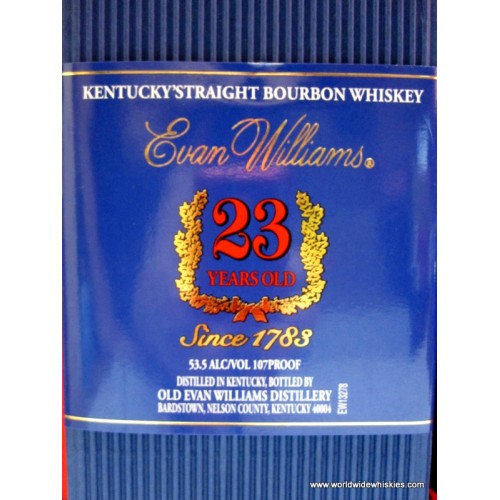 KENTUCKY'STRAIGHT BOURBON WHISKEY
Evan Williams®
23
YEARS OLD
Since 1783
53.5 ALC/VOL 107PROOF
DISTILLED IN KENTUCKY, BOTTLED BY
OLD EVAN WILLIAMS DISTILLERY
BARDSTOWN, NELSON COUNTY, KENTUCKY 40004
EW13278
www.worldwidewhiskies.com